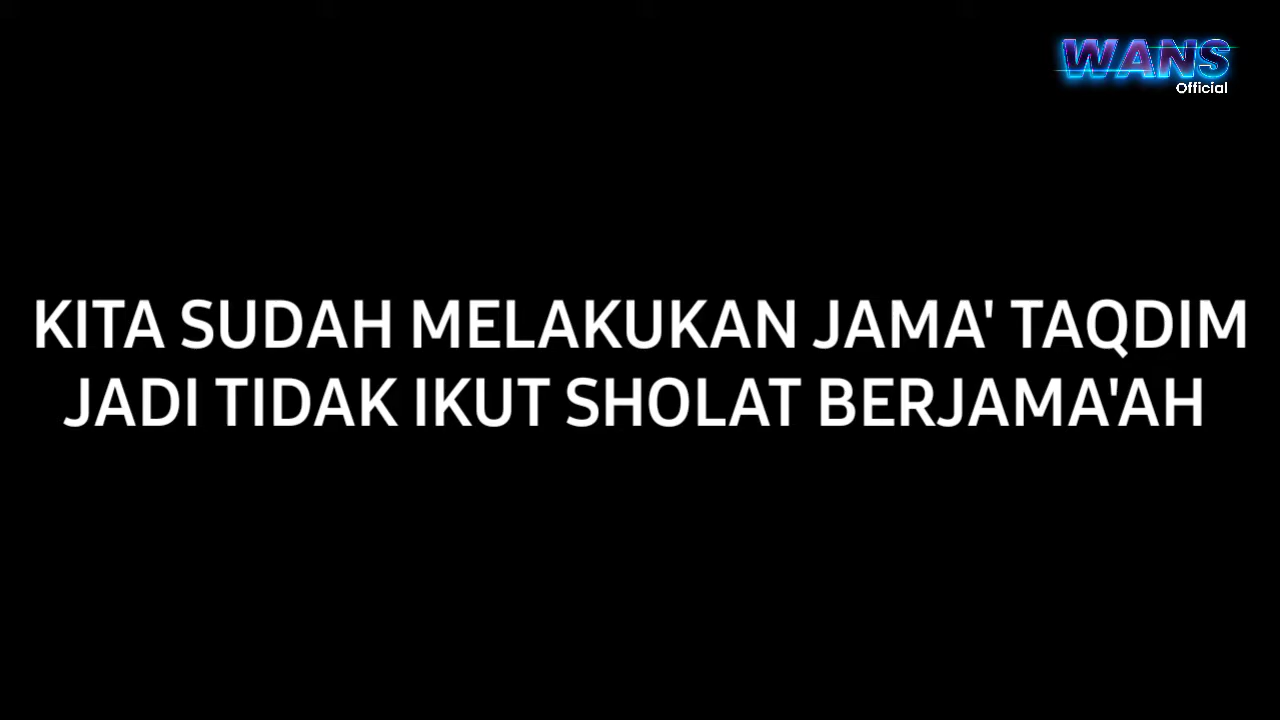 WANS
Official
KITA SUDAH MELAKUKAN JAMA' TAQDIM
JADI TIDAK IKUT SHOLAT BERJAMA'AH